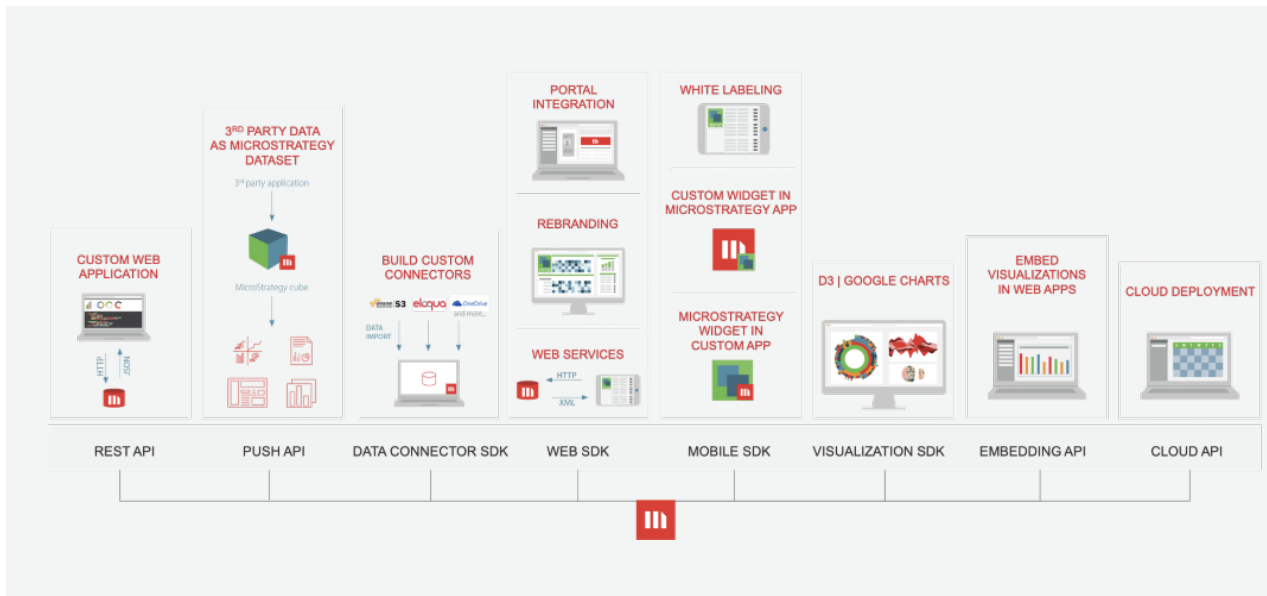 CUSTOM WEB
APPLICATION
HTTP
JSON
REST API
3RD PARTY DATA
AS MICROSTRATEGY
DATASET
3rd party application
MicroStrategy cube
PUSH API
BUILD CUSTOM
CONNECTORS
amazon S3
eloqua
OneDrive
and more...
DATA
IMPORT
DATA CONNECTOR SDK
PORTAL
INTEGRATION
REBRANDING
WEB SERVICES
HTTP
XML
WEB SDK
WHITE LABELING
CUSTOM WIDGET IN
MICROSTRATEGY APP
MICROSTRATEGY
WIDGET IN
CUSTOM APP
MOBILE SDK
D3 | GOOGLE CHARTS
VISUALIZATION SDK
EMBED
VISUALIZATIONS
IN WEB APPS
EMBEDDING API
CLOUD DEPLOYMENT
CLOUD API